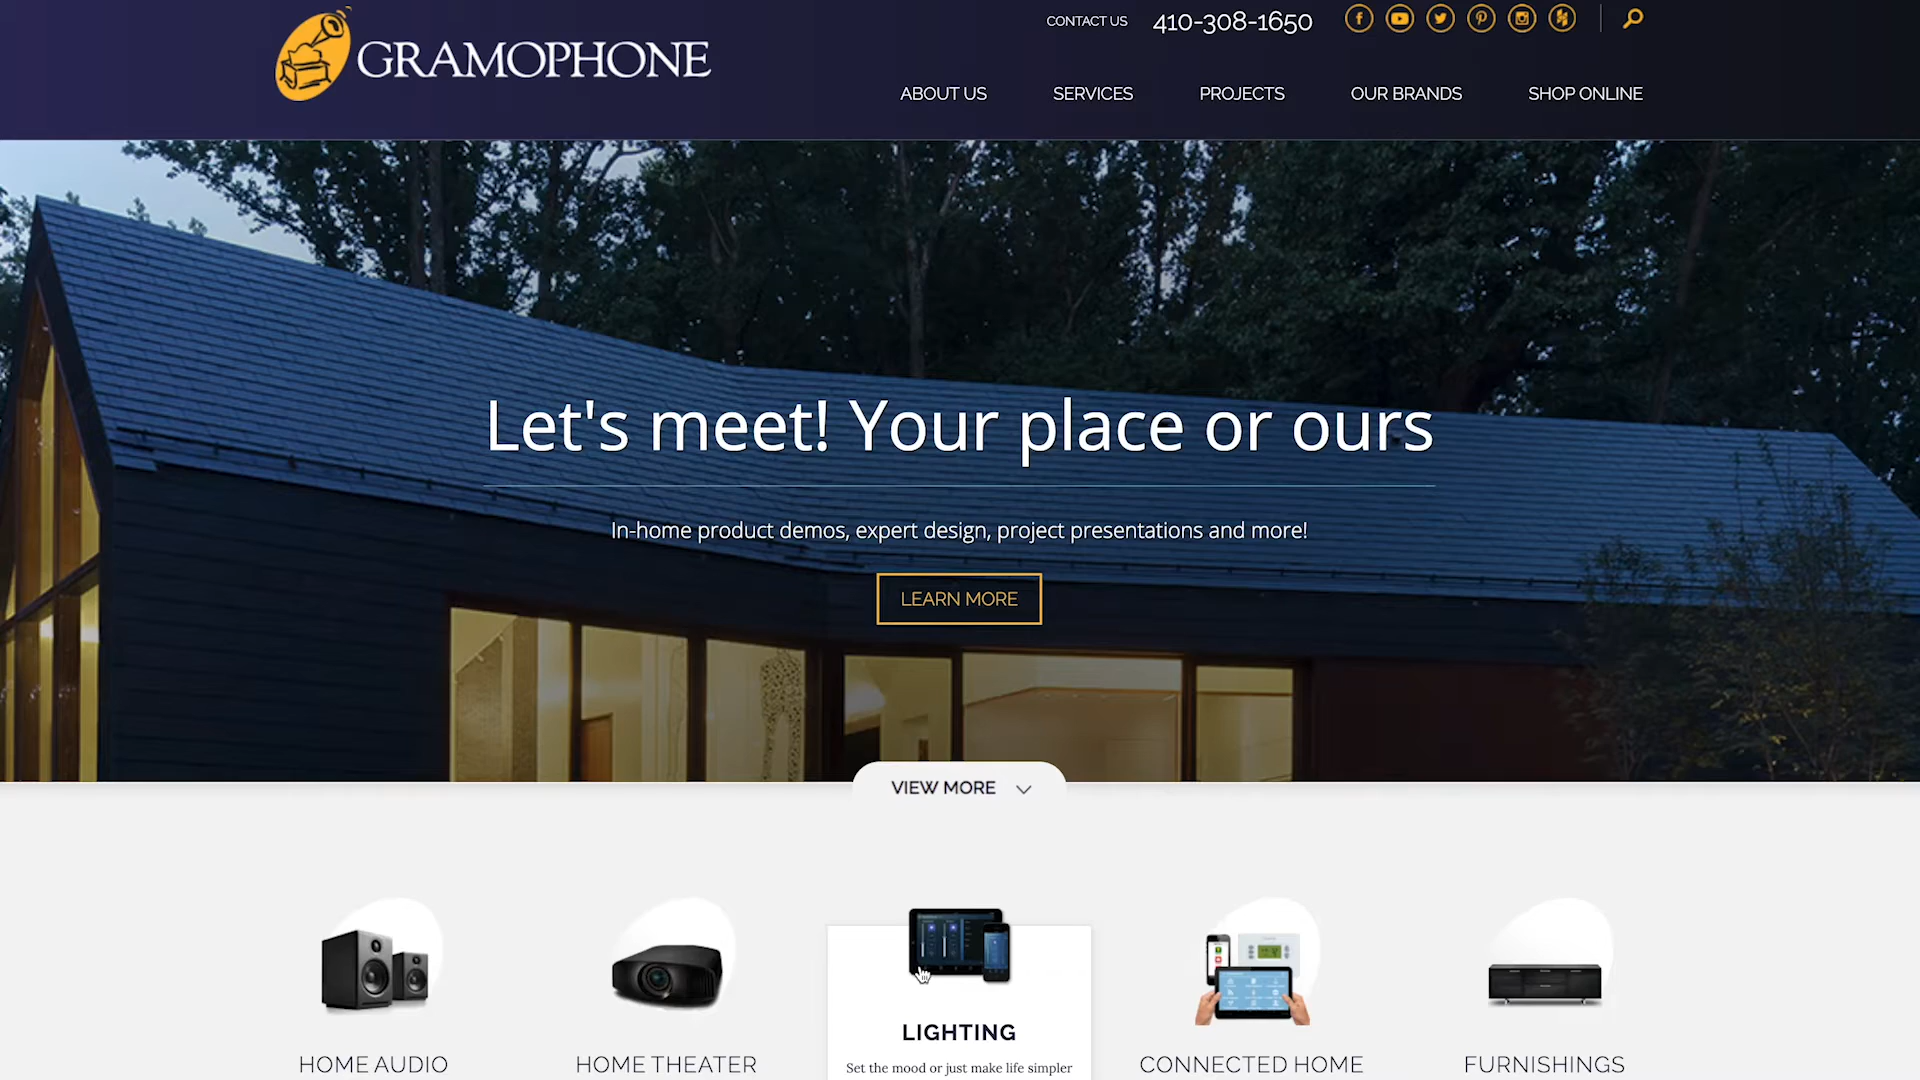 GRAMOPHONE
CONTACT US
410-308-1650
ABOUT US
SERVICES
PROJECTS
OUR BRANDS
SHOP ONLINE
Let's meet! Your place or ours
In-home product demos, expert design, project presentations and more!
LEARN MORE
VIEW MORE
HOME AUDIO
HOME THEATER
LIGHTING
Set the mood or just make life simpler
CONNECTED HOME
FURNISHINGS